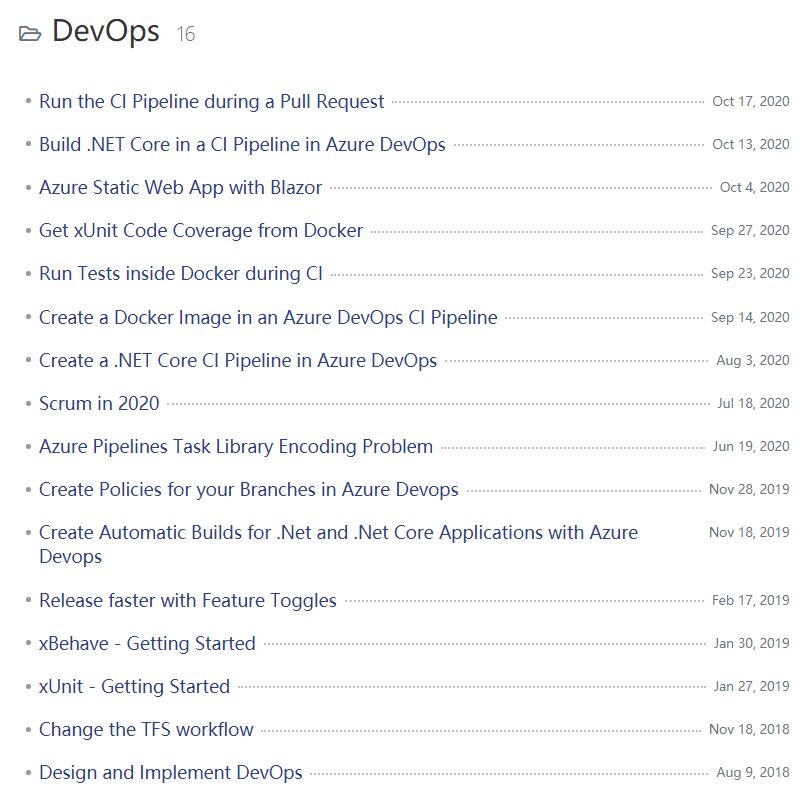 DevOps 16
Run the CI Pipeline during a Pull Request Oct 17, 2020
Build .NET Core in a CI Pipeline in Azure DevOps Oct 13, 2020
Azure Static Web App with Blazor Oct 4, 2020
Get xUnit Code Coverage from Docker Sep 27, 2020
Run Tests inside Docker during CI Sep 23, 2020
Create a Docker Image in an Azure DevOps CI Pipeline Sep 14, 2020
Create a .NET Core CI Pipeline in Azure DevOps Aug 3, 2020
Scrum in 2020 Jul 18, 2020
Azure Pipelines Task Library Encoding Problem Jun 19, 2020
Create Policies for your Branches in Azure Devops Nov 28, 2019
Create Automatic Builds for .Net and .Net Core Applications with Azure Nov 18, 2019
Devops
Release faster with Feature Toggles Feb 17, 2019
xBehave - Getting Started Jan 30, 2019
xUnit - Getting Started Jan 27, 2019
Change the TFS workflow Nov 18, 2018
Design and Implement DevOps Aug 9, 2018